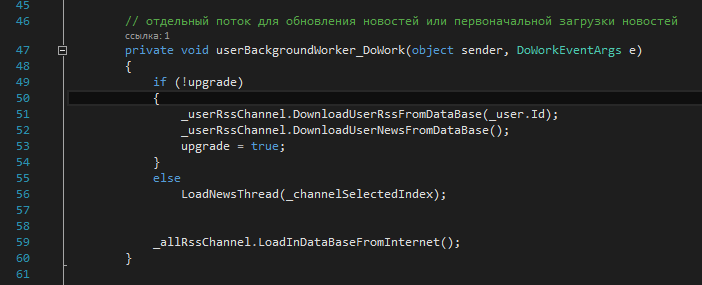 45
46 // отдельный поток для обновления новостей или первоначальной загрузки новостей
ссылка: 1
47 private void userBackgroundWorker_DoWork(object sender, DoWorkEventArgs e)
48 {
49 if (!upgrade)
50 {
51 _userRssChannel.DownloadUserRssFromDataBase(_user.Id);
52 _userRssChannel.DownloadUserNewsFromDataBase();
53 upgrade = true;
54 }
55 else
56 LoadNewsThread(_channelSelectedIndex);
57
58
59 _allRssChannel.LoadInDataBaseFromInternet();
60 }
61